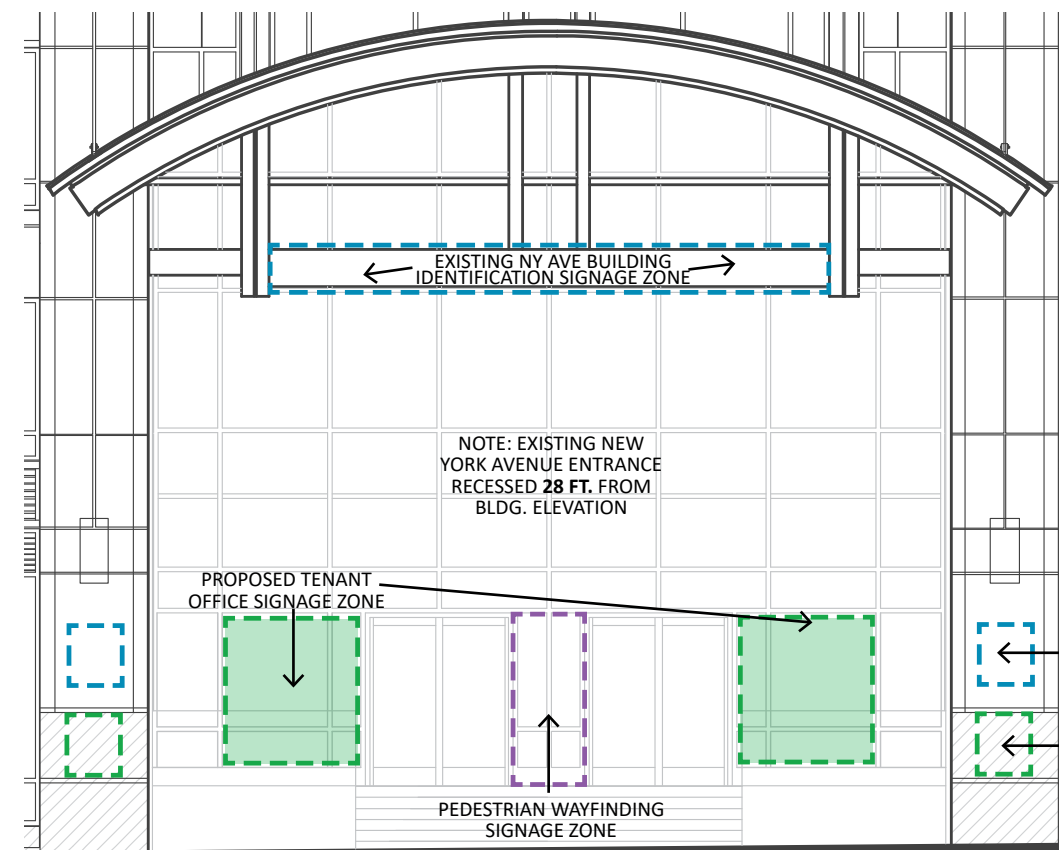 EXISTING NY AVE BUILDING
IDENTIFICATION SIGNAGE ZONE
NOTE: EXISTING NEW
YORK AVENUE ENTRANCE
RECESSED 28 FT. FROM
BLDG. ELEVATION
PROPOSED TENANT
OFFICE SIGNAGE ZONE
PEDESTRIAN WAYFINDING
SIGNAGE ZONE